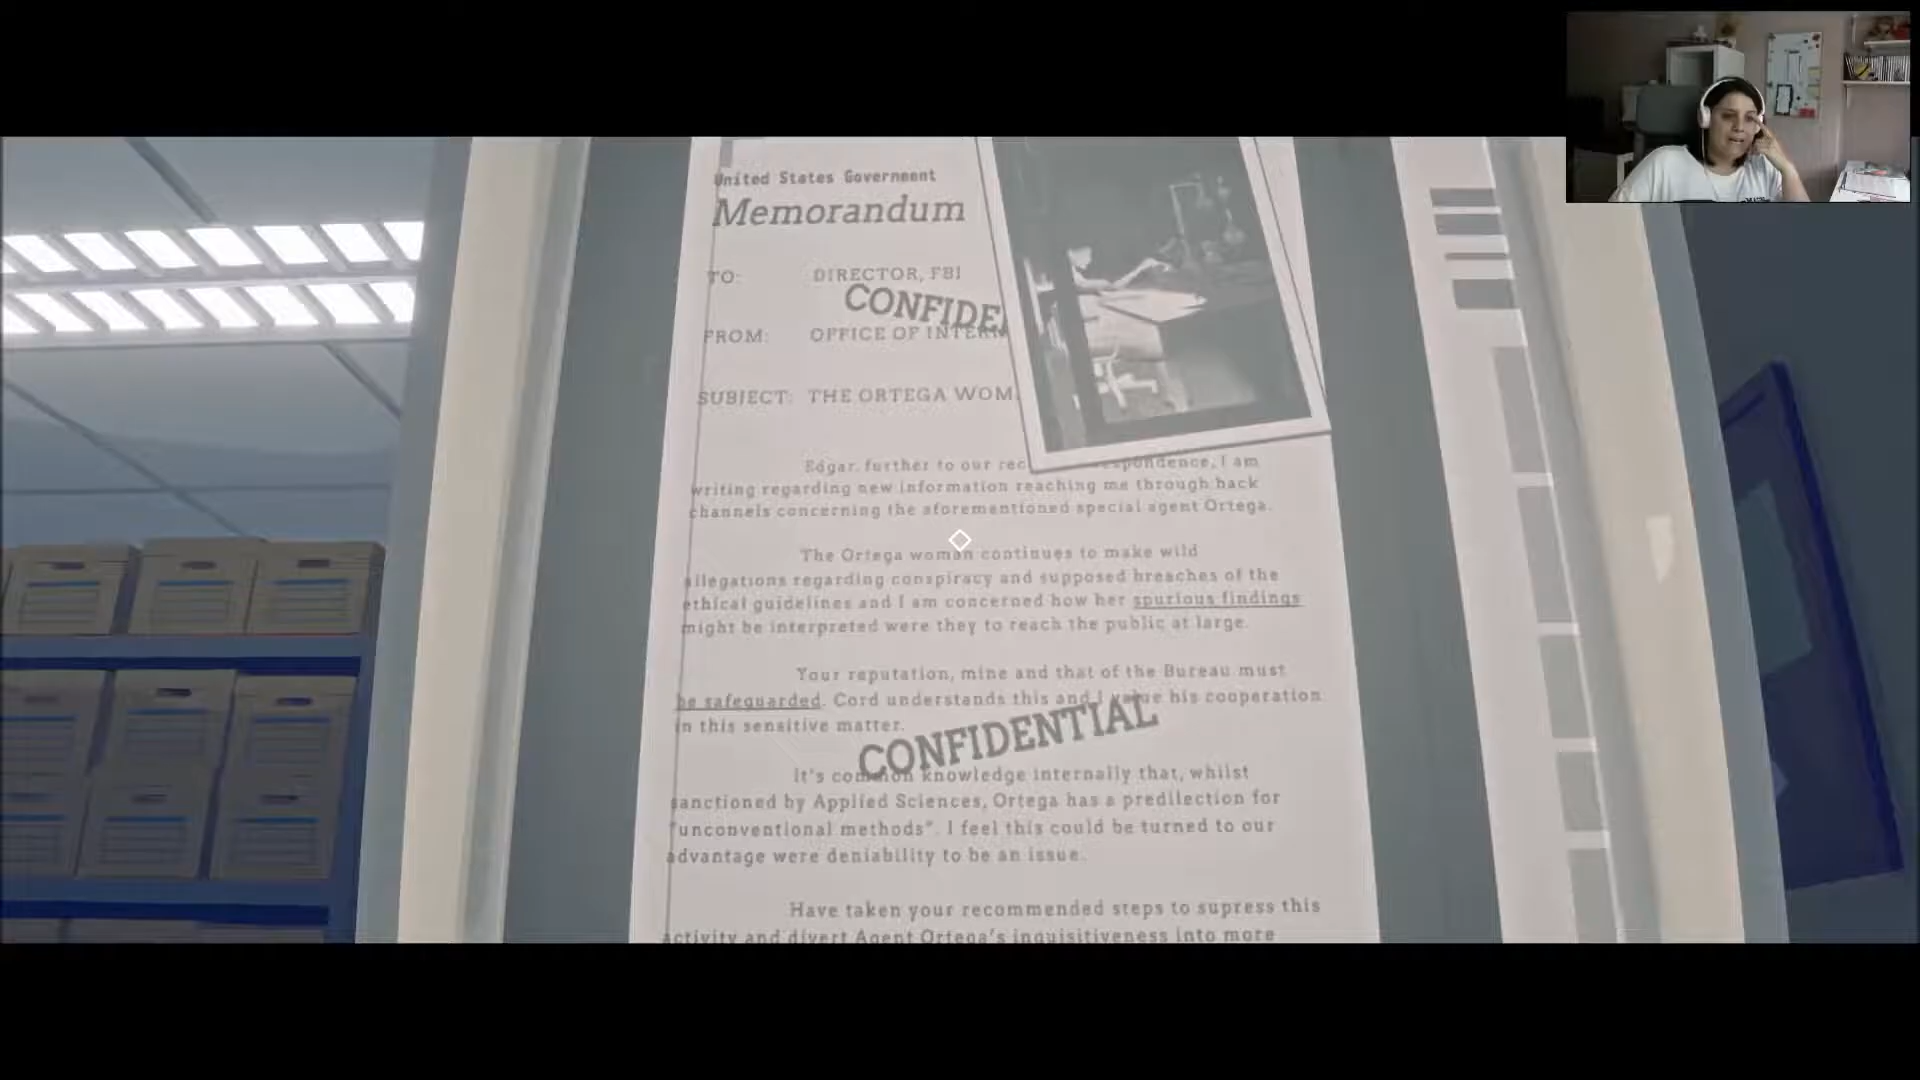 United States Government
Memorandum
TO: DIRECTOR, FBI
CONFIDE
FROM: OFFICE OF INTERN
SUBJECT: THE ORTEGA WOM
Edgar, further to our rec spondence, I am
writing regarding new information reaching me through back
channels concerning the aforementioned special agent Ortega.
The Ortega woman continues to make wild
allegations regarding conspiracy and supposed breaches of the
ethical guidelines and I am concerned how her spurious findings
might be interpreted were they to reach the public at large.
Your reputation, mine and that of the Bureau must
be safeguarded. Cord understands this and I value his cooperation
in this sensitive matter.
CONFIDENTIAL
It's common knowledge internally that, whilst
sanctioned by Applied Sciences, Ortega has a predilection for
"unconventional methods". I feel this could be turned to our
advantage were deniability to be an issue.
Have taken your recommended steps to supress this
activity and divert Agent Ortega's inquisitiveness into more